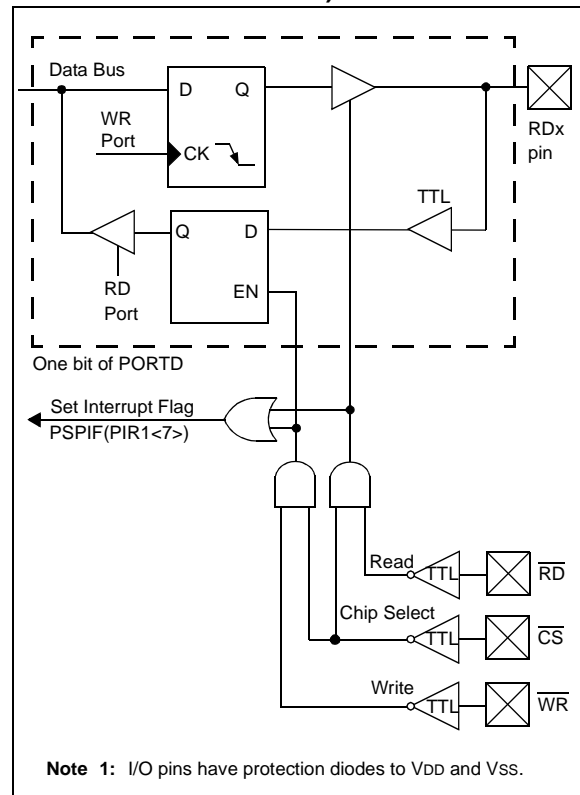 Data Bus
D Q
WR
Port
CK
RDx
pin
TTL
Q D
RD
Port
EN
One bit of PORTD
Set Interrupt Flag
PSPIF(PIR1<7>)
Read
TTL
RD
Chip Select
TTL
CS
Write
TTL
WR
Note 1: I/O pins have protection diodes to VDD and VSS.